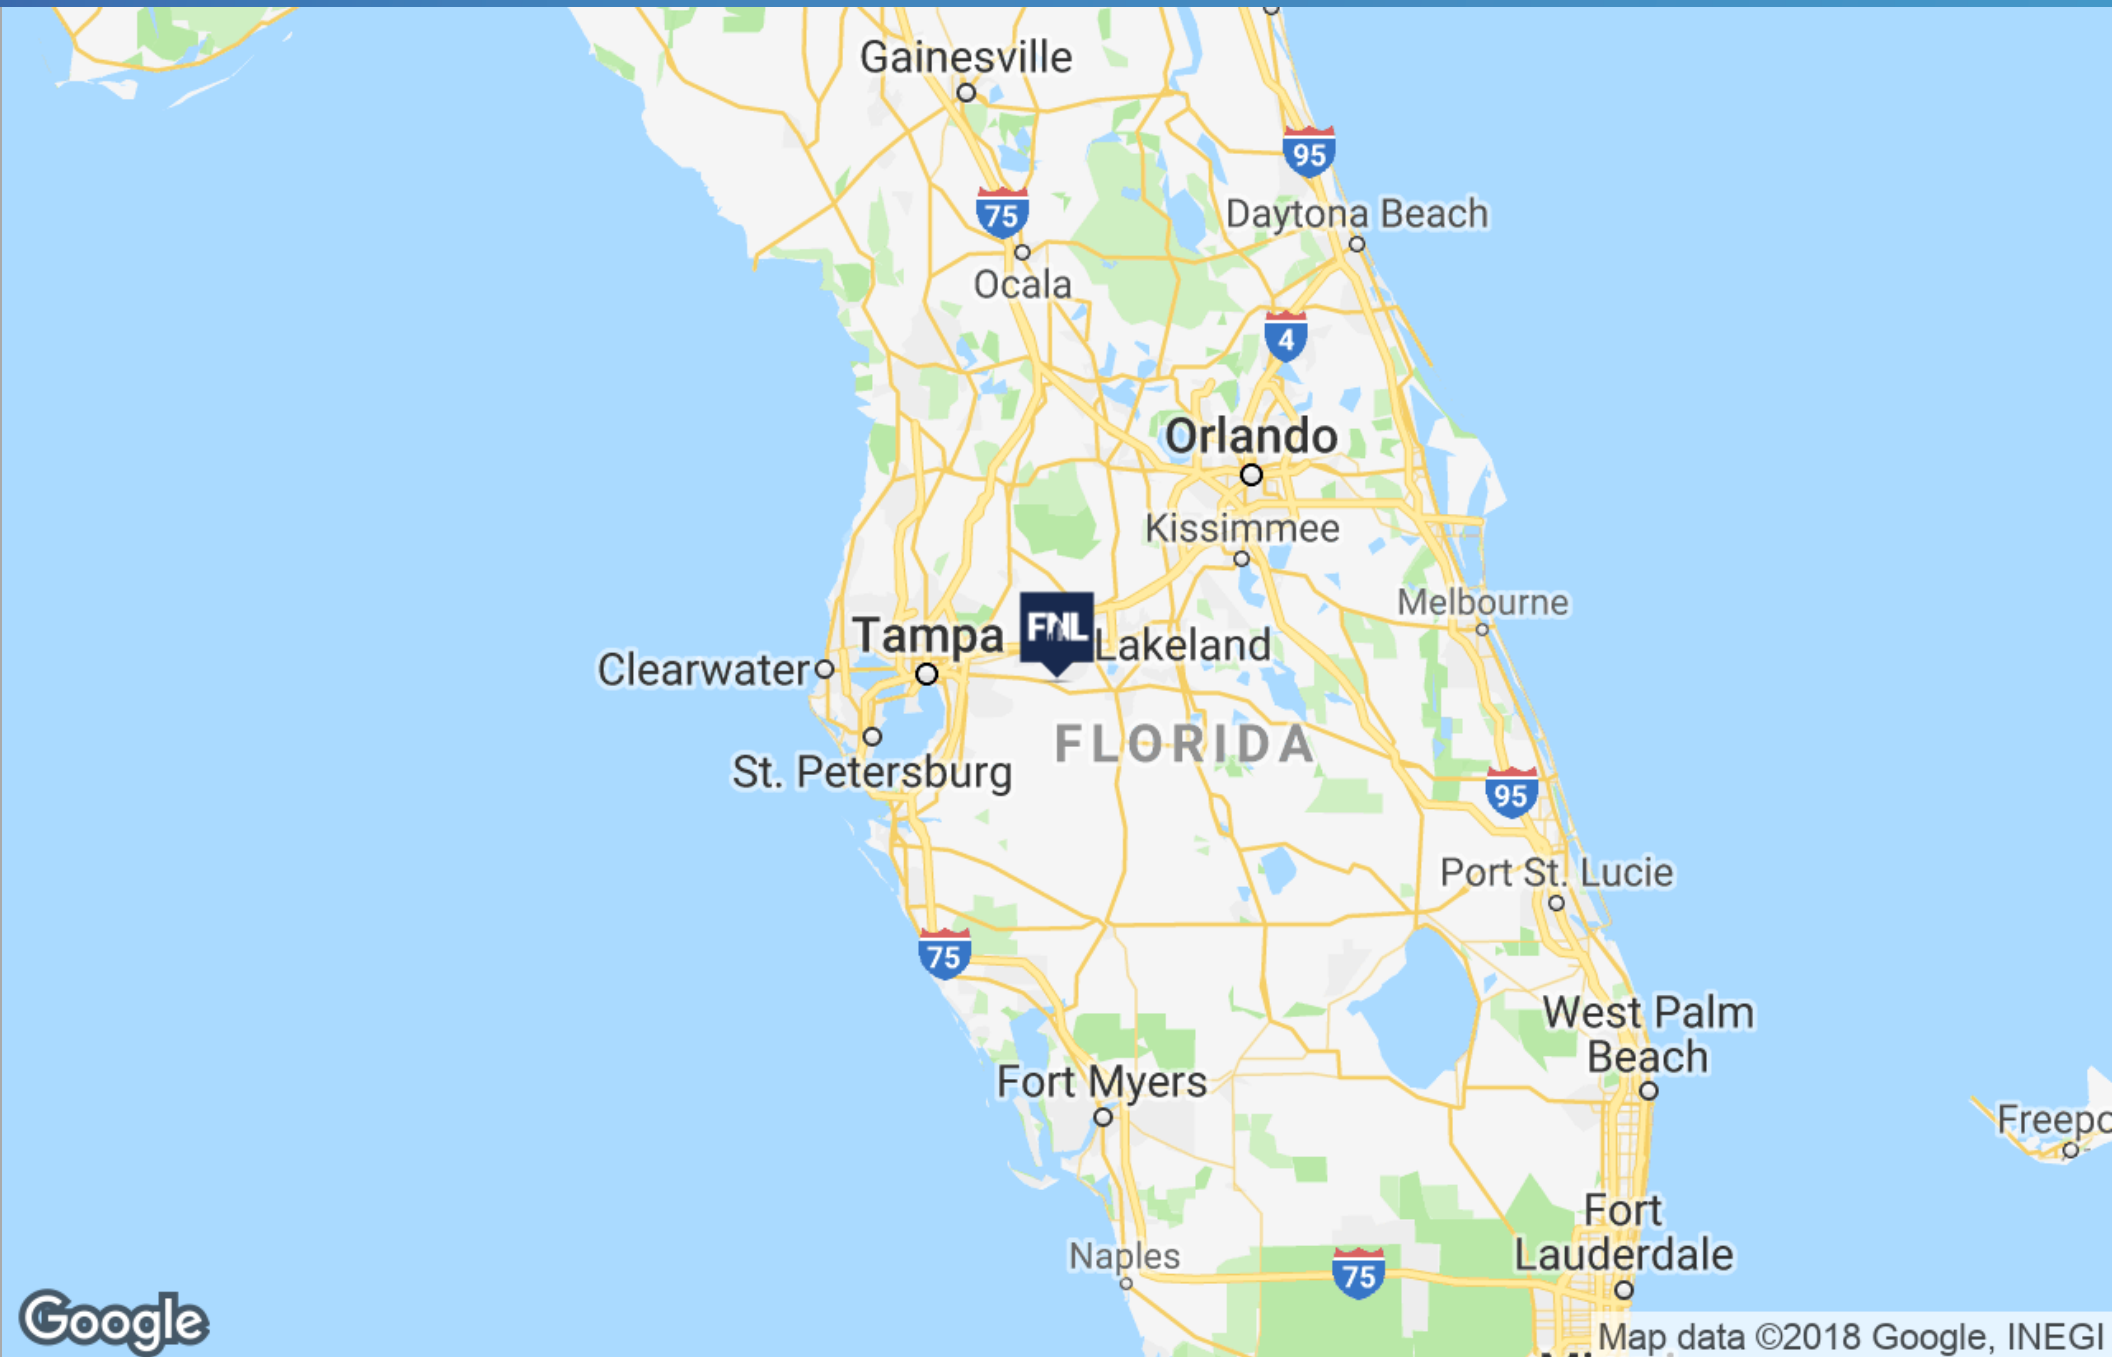 Gainesville
95
75
Daytona Beach
Ocala
4
Orlando
Kissimmee
Melbourne
FNL
Tampa
Lakeland
Clearwater
FLORIDA
St. Petersburg
95
Port St. Lucie
75
West Palm
Beach
Fort Myers
Freepo
Fort
Lauderdale
Naples
75
Google
Map data ©2018 Google, INEGI